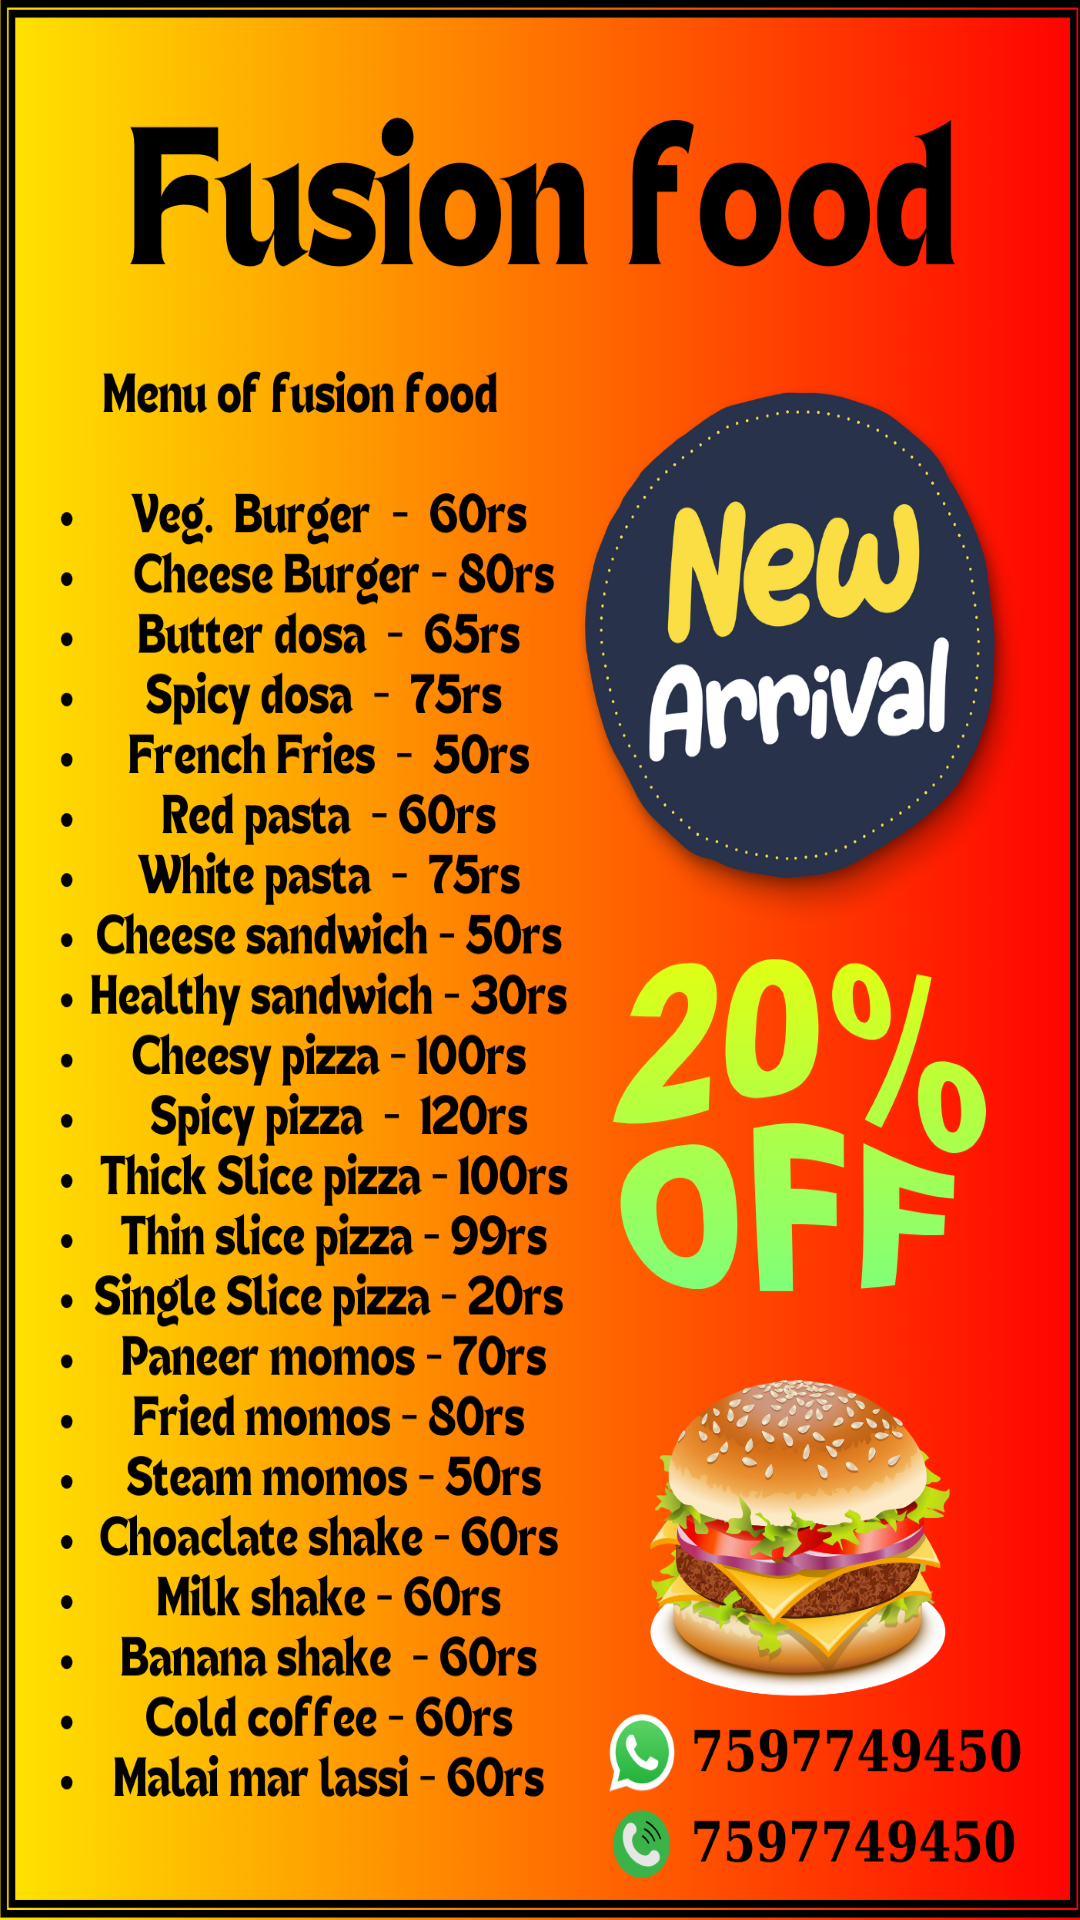 Fusion food
Menu of fusion food
• Veg. Burger - 60rs
• Cheese Burger - 80rs
• Butter dosa - 65rs
• Spicy dosa - 75rs
• French Fries - 50rs
• Red pasta - 60rs
• White pasta - 75rs
• Cheese sandwich - 50rs
• Healthy sandwich - 30rs
• Cheesy pizza - 100rs
• Spicy pizza - 120rs
• Thick Slice pizza - 100rs
• Thin slice pizza - 99rs
• Single Slice pizza - 20rs
• Paneer momos - 70rs
• Fried momos - 80rs
• Steam momos - 50rs
• Choaclate shake - 60rs
• Milk shake - 60rs
• Banana shake - 60rs
• Cold coffee - 60rs
• Malai mar lassi - 60rs
New
Arrival
20%
OFF
7597749450
7597749450